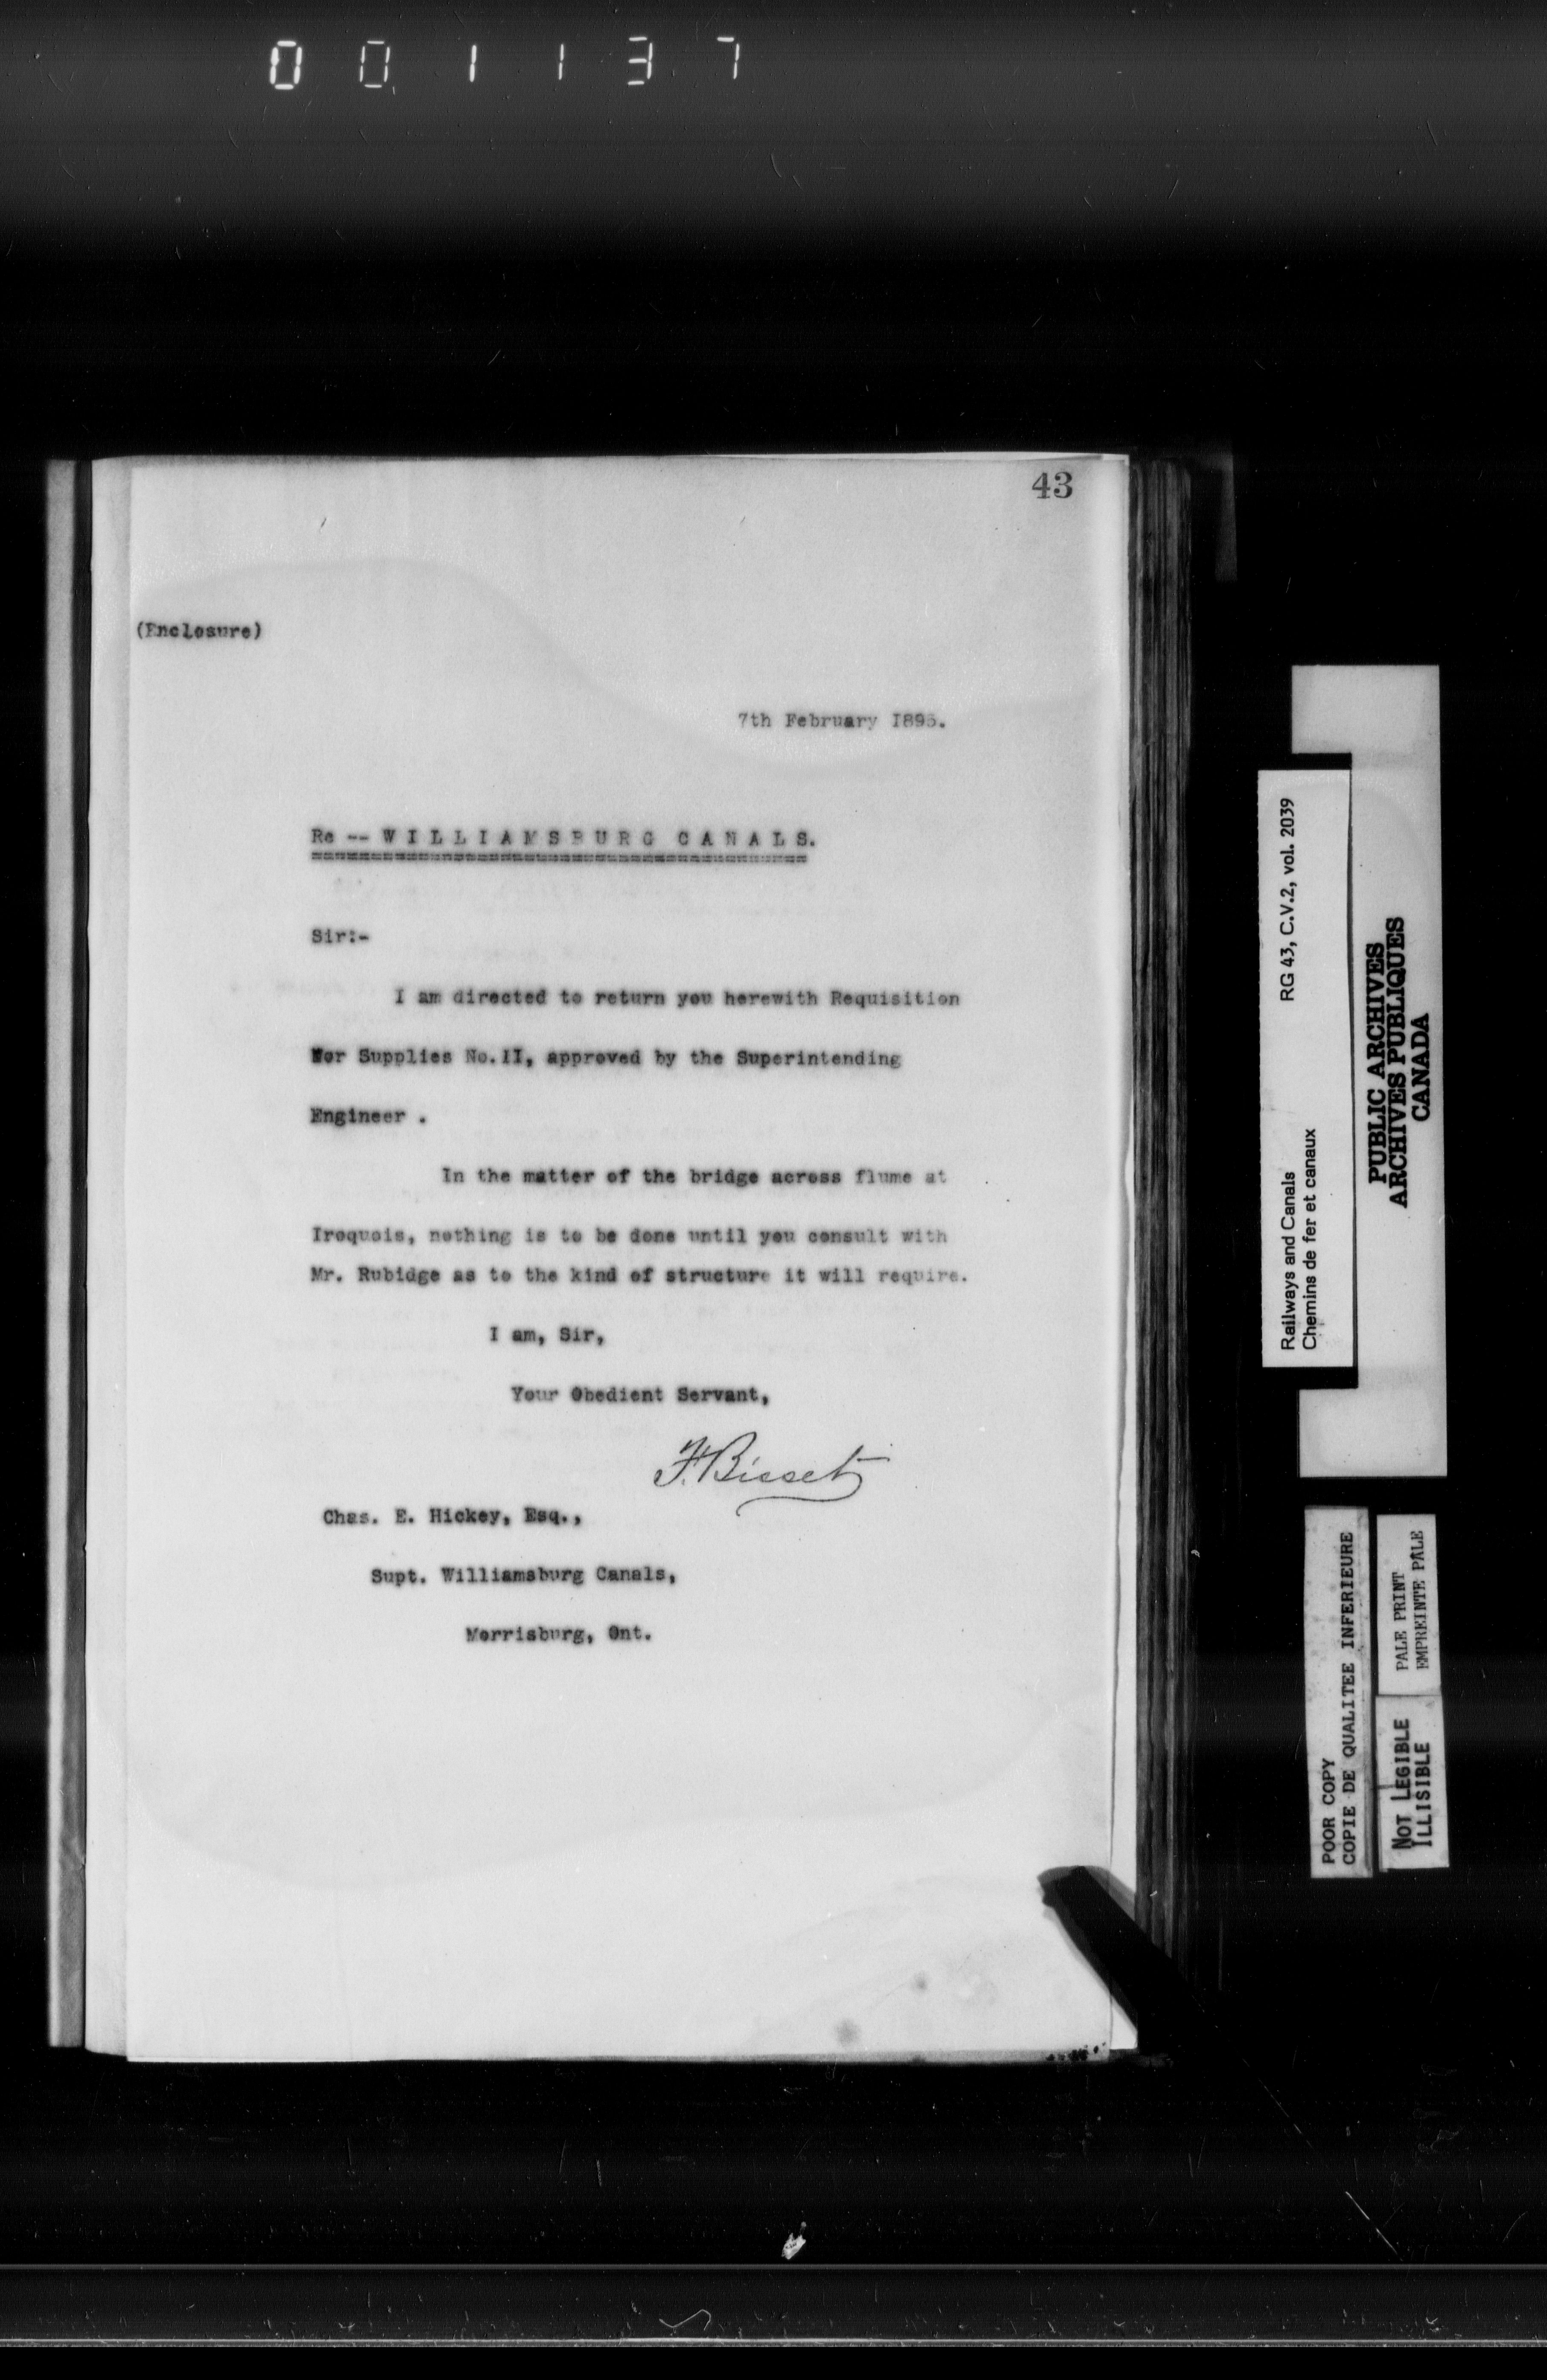 001137
43
(Enclosure)
7th February 1893.
Re -- WILLIAMSBURG CANALS.
Sir:-
I am directed to return you herewith Requisition
For Supplies No. II, approved by the Superintending
Engineer .
In the matter of the bridge across flume at
Iroquois, nothing is to be done until you consult with
Mr. Rubidge as to the kind of structure it will require.
I am, Sir,
Your Obedient Servant,
F. Bisset
Chas. E. Hickey, Esq.,
Supt. Williamsburg Canals,
Morrisburg, Ont.
Railways and Canals RG 43, C.V.2, vol. 2039
Chemins de fer et canaux
PUBLIC ARCHIVES
ARCHIVES PUBLIQUES
CANADA
POOR COPY
COPIE DE QUALITEE INFERIEURE
PALE PRINT
EMPREINTE PALE
NOT LEGIBLE
ILLISIBLE